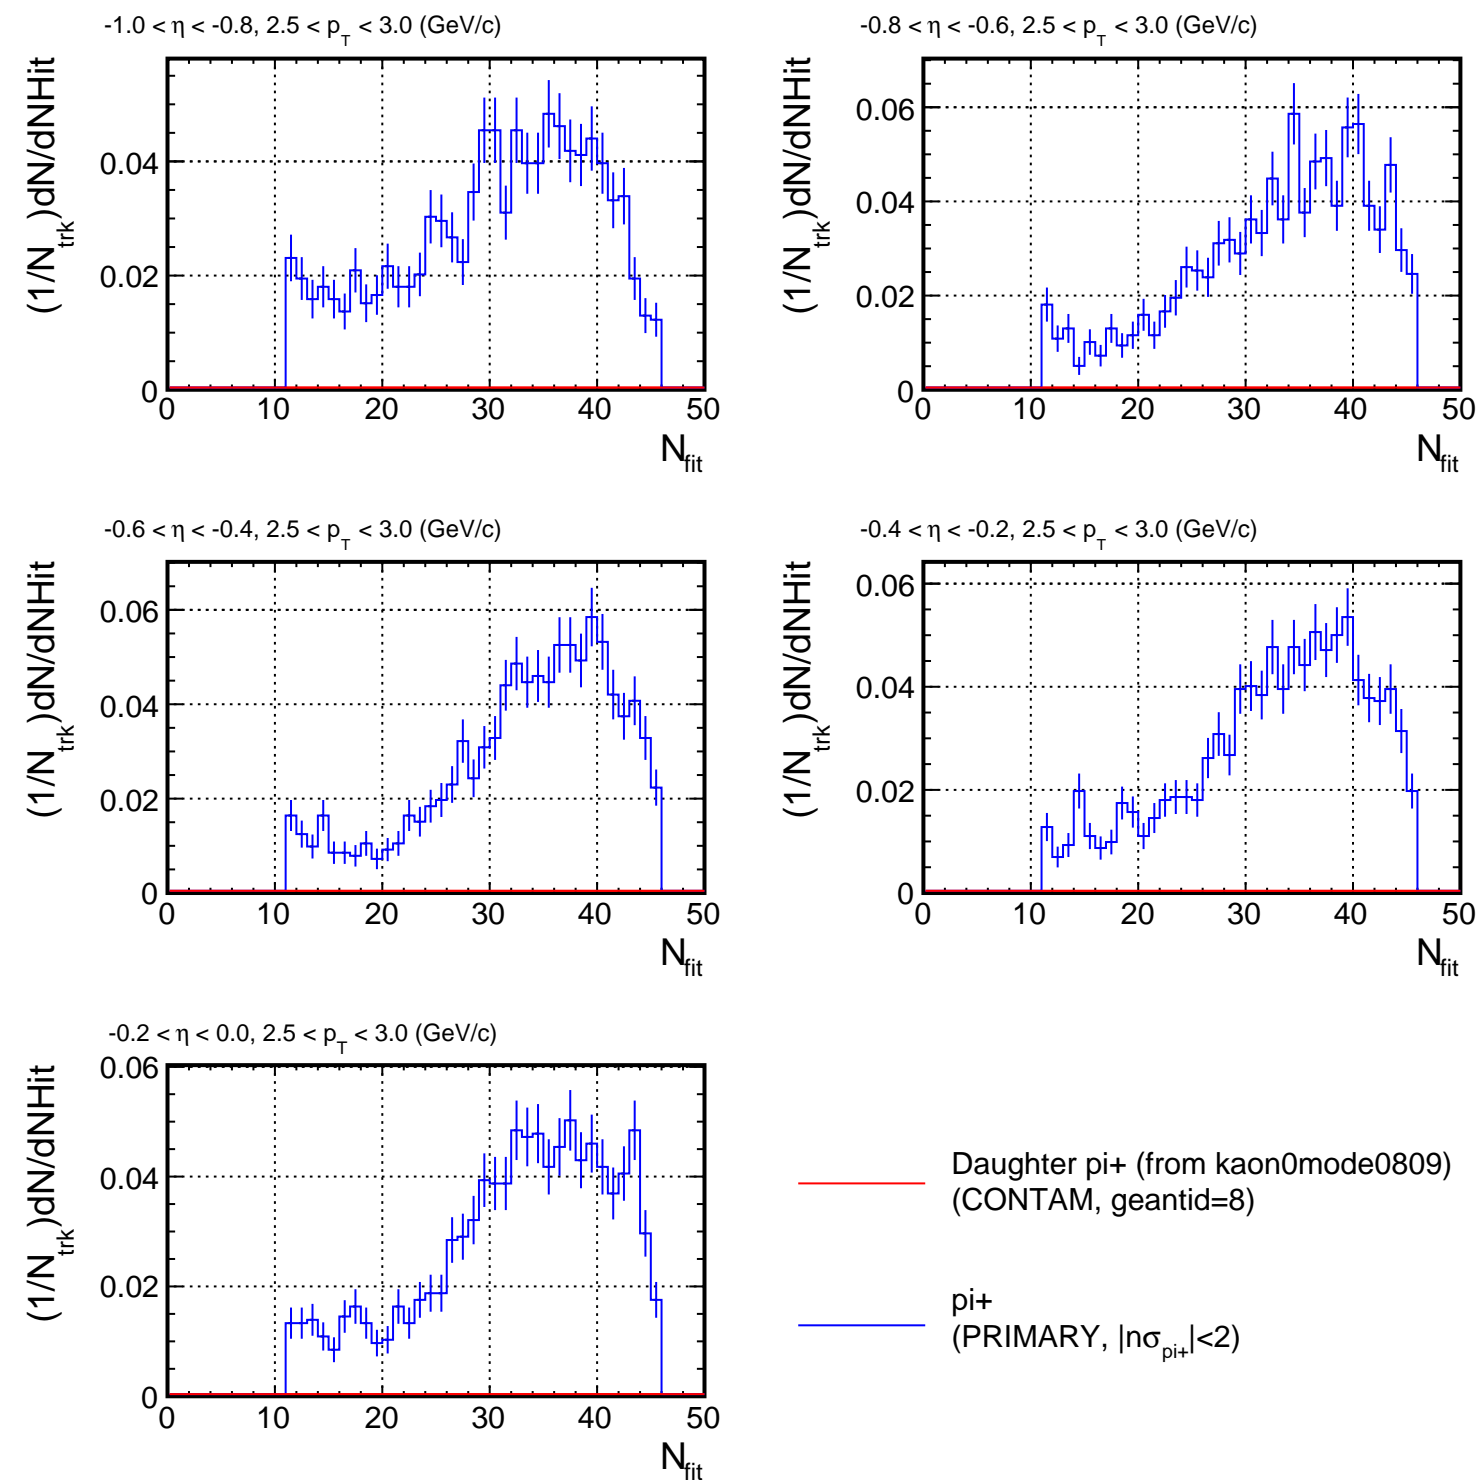 -1.0 < η < -0.8, 2.5 < p_T < 3.0 (GeV/c)
(1/N_trk)dN/dNHit
0.04
0.02
0
0 10 20 30 40 50
N_fit
-0.8 < η < -0.6, 2.5 < p_T < 3.0 (GeV/c)
(1/N_trk)dN/dNHit
0.06
0.04
0.02
0
0 10 20 30 40 50
N_fit
-0.6 < η < -0.4, 2.5 < p_T < 3.0 (GeV/c)
(1/N_trk)dN/dNHit
0.06
0.04
0.02
0
0 10 20 30 40 50
N_fit
-0.4 < η < -0.2, 2.5 < p_T < 3.0 (GeV/c)
(1/N_trk)dN/dNHit
0.06
0.04
0.02
0
0 10 20 30 40 50
N_fit
-0.2 < η < 0.0, 2.5 < p_T < 3.0 (GeV/c)
(1/N_trk)dN/dNHit
0.06
0.04
0.02
0
0 10 20 30 40 50
N_fit
Daughter pi+ (from kaon0mode0809)
(CONTAM, geantid=8)
pi+
(PRIMARY, |nσ_pi+|<2)